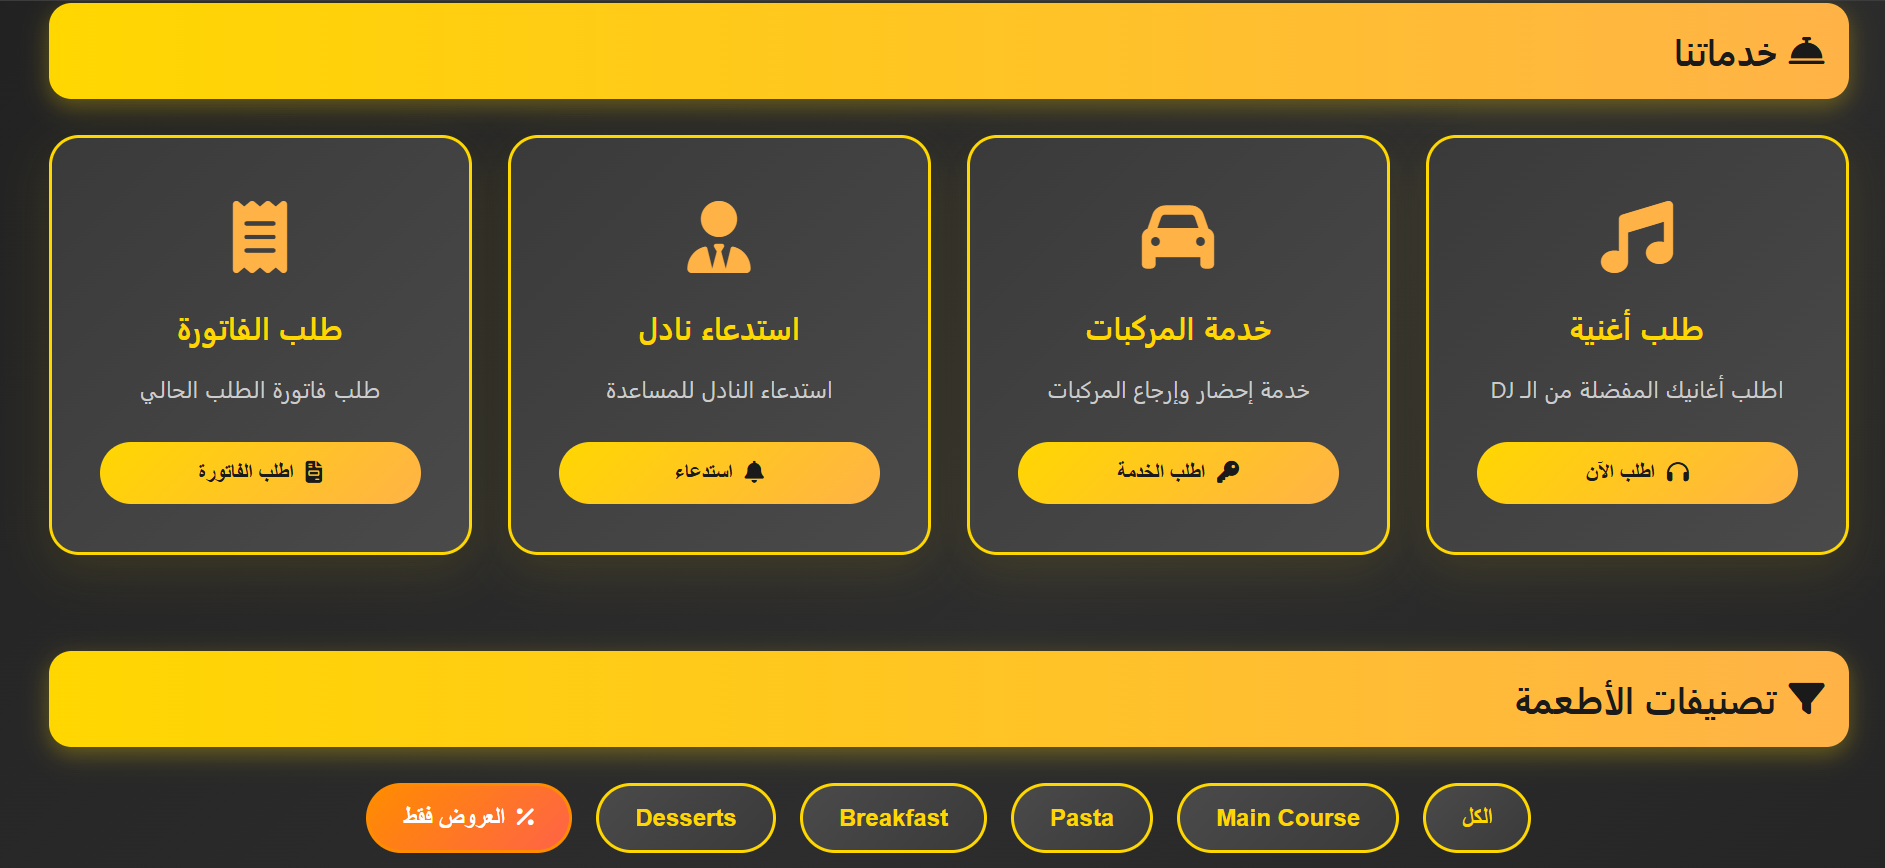 خدماتنا
طلب أغنية
اطلب أغانيك المفضلة من الـ DJ
اطلب الآن
خدمة المركبات
خدمة إحضار وإرجاع المركبات
اطلب الخدمة
استدعاء نادل
استدعاء النادل للمساعدة
استدعاء
طلب الفاتورة
طلب فاتورة الطلب الحالي
اطلب الفاتورة
تصنيفات الأطعمة
الكل
Main Course
Pasta
Breakfast
Desserts
العروض فقط